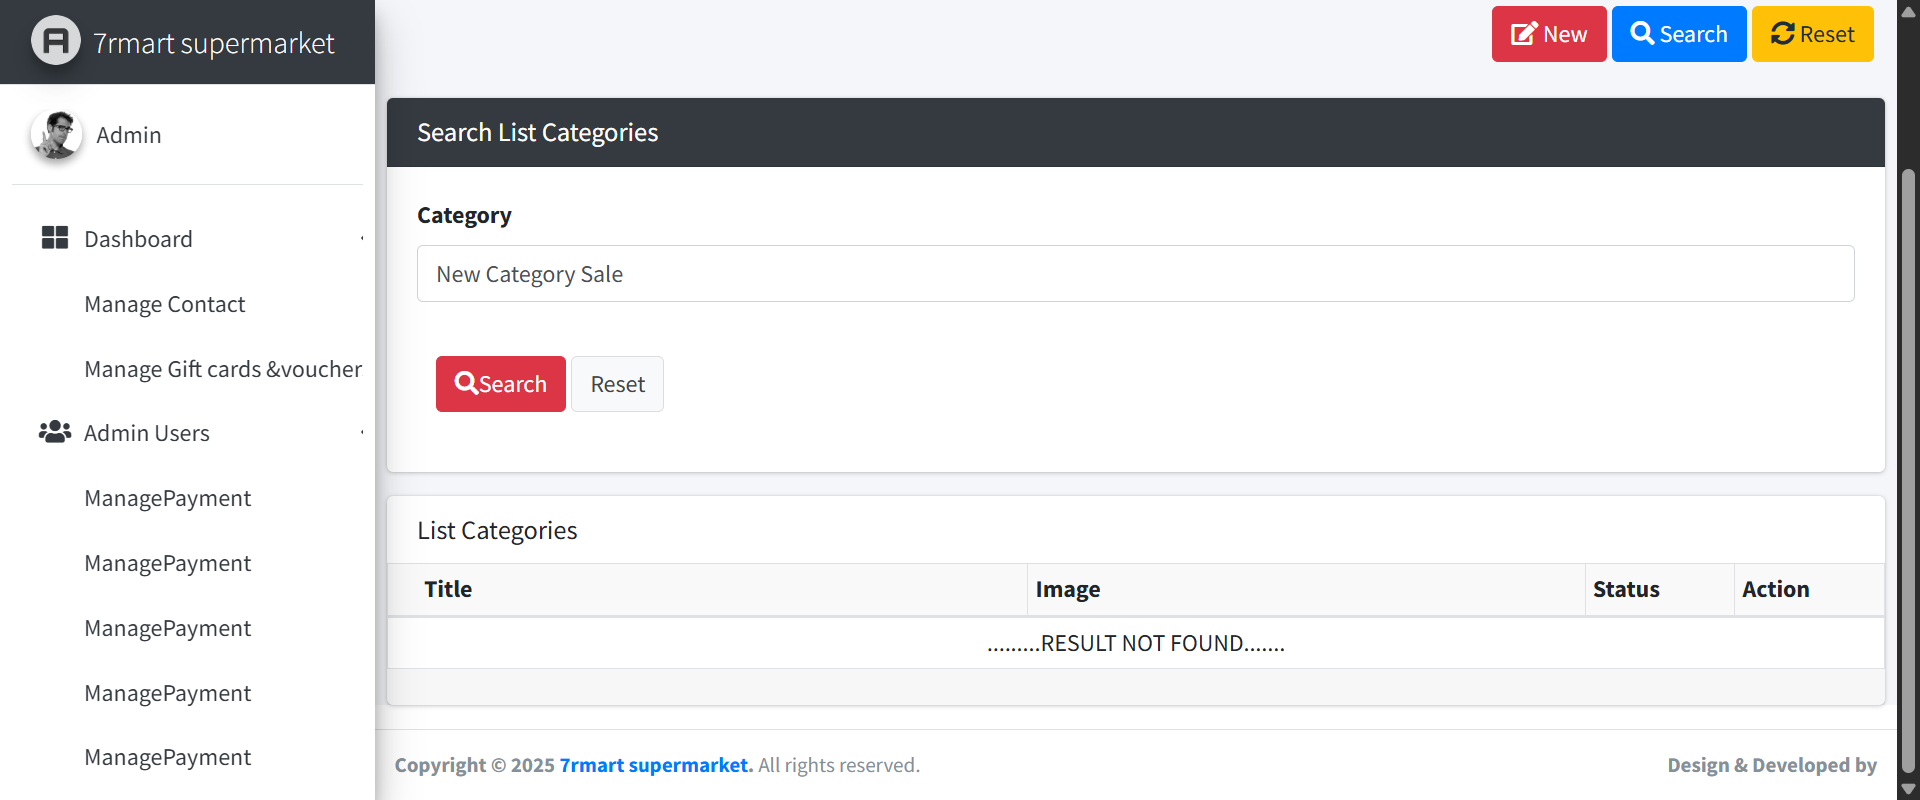 7rmart supermarket
Admin
Dashboard
Manage Contact
Manage Gift cards &voucher
Admin Users
ManagePayment
ManagePayment
ManagePayment
ManagePayment
ManagePayment
New
Search
Reset
Search List Categories
Category
New Category Sale
Search
Reset
List Categories
Title Image Status Action
.........RESULT NOT FOUND.......
Copyright © 2025 7rmart supermarket. All rights reserved.
Design & Developed by